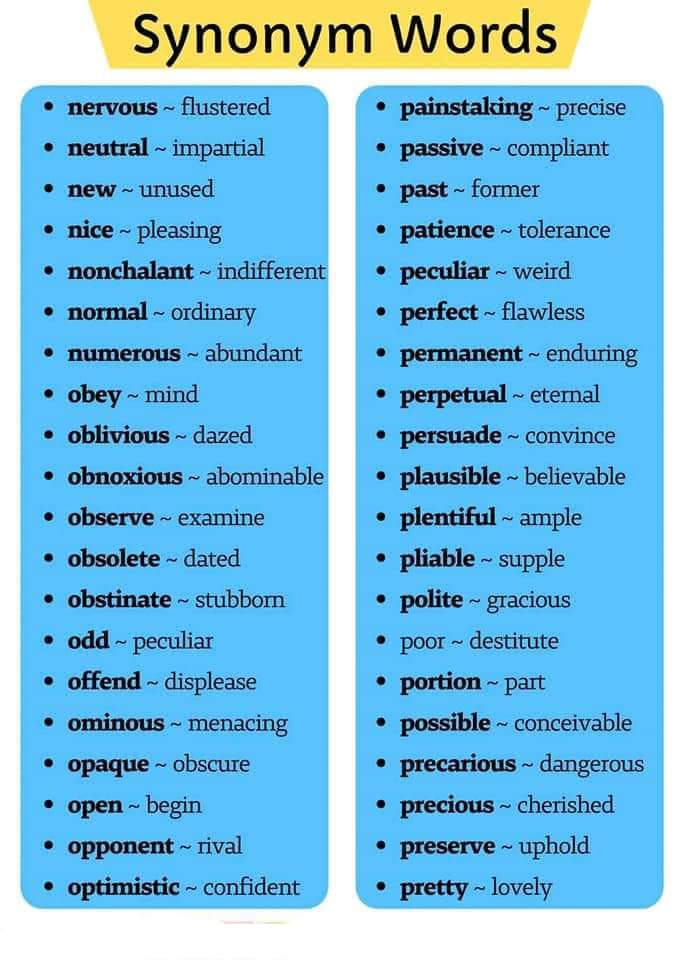 Synonym Words
• nervous ~ flustered
• neutral ~ impartial
• new ~ unused
• nice ~ pleasing
• nonchalant ~ indifferent
• normal ~ ordinary
• numerous ~ abundant
• obey ~ mind
• oblivious ~ dazed
• obnoxious ~ abominable
• observe ~ examine
• obsolete ~ dated
• obstinate ~ stubborn
• odd ~ peculiar
• offend ~ displease
• ominous ~ menacing
• opaque ~ obscure
• open ~ begin
• opponent ~ rival
• optimistic ~ confident
• painstaking ~ precise
• passive ~ compliant
• past ~ former
• patience ~ tolerance
• peculiar ~ weird
• perfect ~ flawless
• permanent ~ enduring
• perpetual ~ eternal
• persuade ~ convince
• plausible ~ believable
• plentiful ~ ample
• pliable ~ supple
• polite ~ gracious
• poor ~ destitute
• portion ~ part
• possible ~ conceivable
• precarious ~ dangerous
• precious ~ cherished
• preserve ~ uphold
• pretty ~ lovely